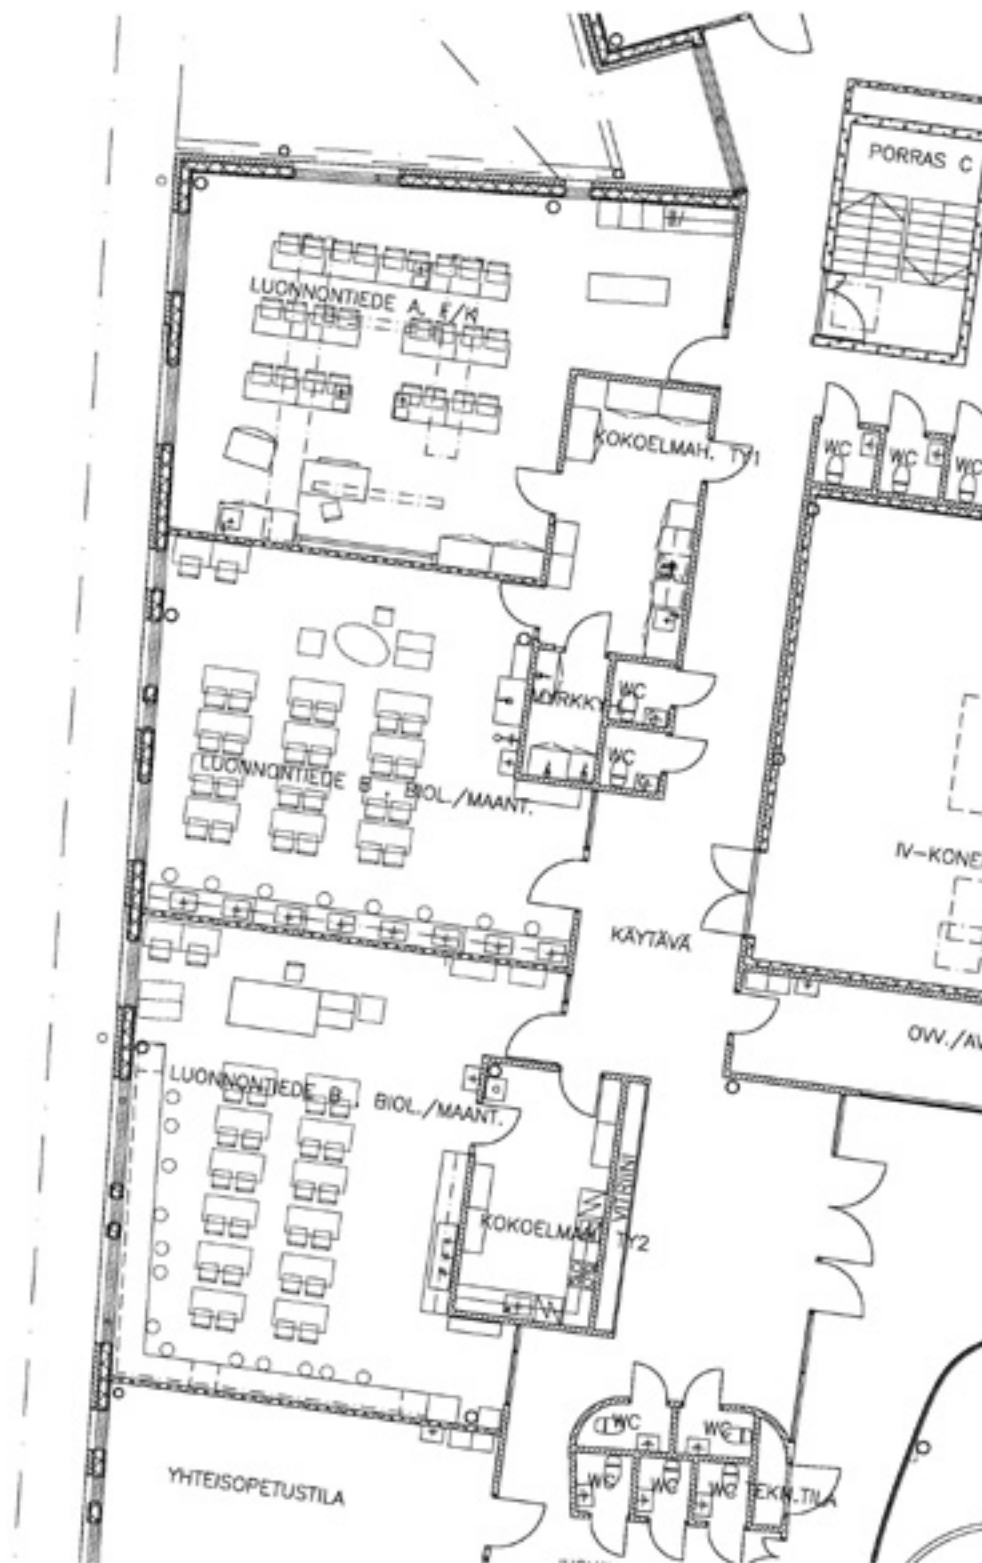 PORRAS C
LUONNONTIEDE A. F/K
KOKOELMAH. TY1
WC
WC
WC
WC
MYRKKY
WC
LUONNONTIEDE B BIOL./MAANT.
IV-KONE
KÄYTÄVÄ
OVV./AV
LUONNONTIEDE B. BIOL./MAANT.
VITRIINI
KOKOELMAH. TY2
WC
WC
YHTEISOPETUSTILA
WC
WC
WC
TEKN.TILA